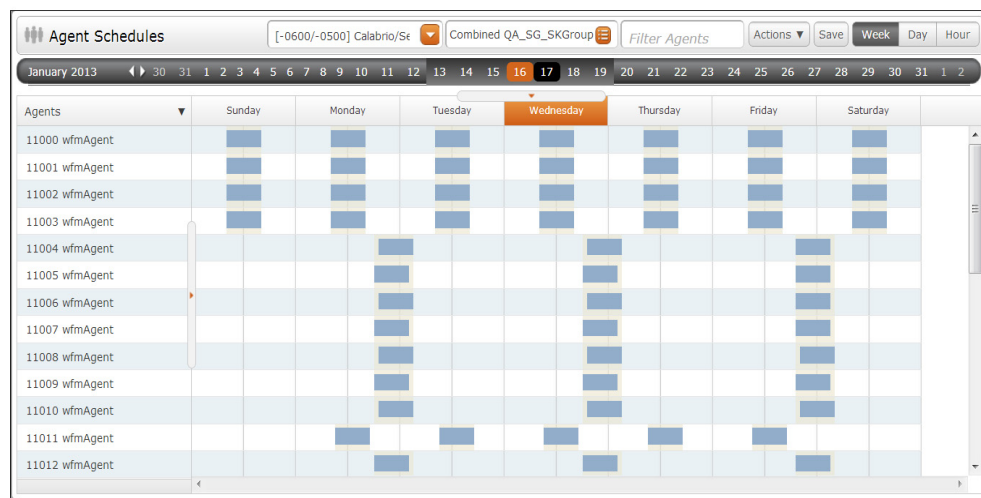 Agent Schedules [-0600/-0500] Calabrio/Se Combined QA_SG_SKGroup Filter Agents Actions ▼ Save Week Day Hour
January 2013 30 31 1 2 3 4 5 6 7 8 9 10 11 12 13 14 15 16 17 18 19 20 21 22 23 24 25 26 27 28 29 30 31 1 2
Agents ▼ Sunday Monday Tuesday Wednesday Thursday Friday Saturday
11000 wfmAgent
11001 wfmAgent
11002 wfmAgent
11003 wfmAgent
11004 wfmAgent
11005 wfmAgent
11006 wfmAgent
11007 wfmAgent
11008 wfmAgent
11009 wfmAgent
11010 wfmAgent
11011 wfmAgent
11012 wfmAgent